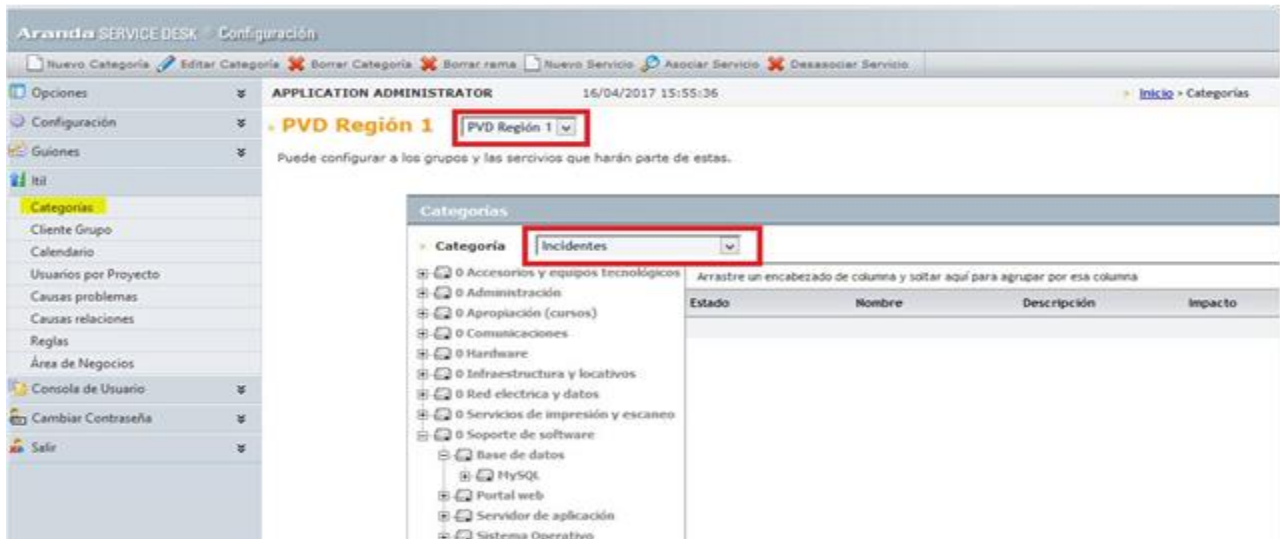 Aranda SERVICE DESK Configuración
Nuevo Categoría Editar Categoría Borrar Categoría Borrar rama Nuevo Servicio Asociar Servicio Desasociar Servicio
Opciones
Configuración
Guiones
Itil
Categorías
Cliente Grupo
Calendario
Usuarios por Proyecto
Causas problemas
Causas relaciones
Reglas
Área de Negocios
Consola de Usuario
Cambiar Contraseña
Salir
APPLICATION ADMINISTRATOR 16/04/2017 15:55:36 Inicio > Categorías
PVD Región 1 PVD Región 1
Puede configurar a los grupos y las sercivios que harán parte de estas.
Categorías
Categoría Incidentes
0 Accesorios y equipos tecnológicos
0 Administración
0 Apropiación (cursos)
0 Comunicaciones
0 Hardware
0 Infraestructura y locativos
0 Red electrica y datos
0 Servicios de impresión y escaneo
0 Soporte de software
Base de datos
MySQL
Portal web
Servidor de aplicación
Sistema Operativo
Arrastre un encabezado de columna y soltar aquí para agrupar por esa columna
Estado Nombre Descripción Impacto